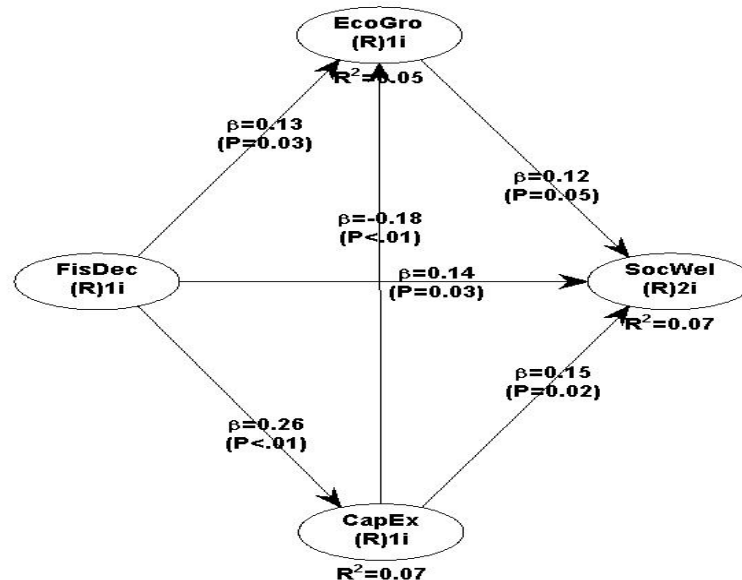 EcoGro
(R)1i
R²=0.05
β=0.13
(P=0.03)
β=0.12
(P=0.05)
β=-0.18
(P<.01)
FisDec
(R)1i
β=0.14
(P=0.03)
SocWel
(R)2i
R²=0.07
β=0.15
(P=0.02)
β=0.26
(P<.01)
CapEx
(R)1i
R²=0.07